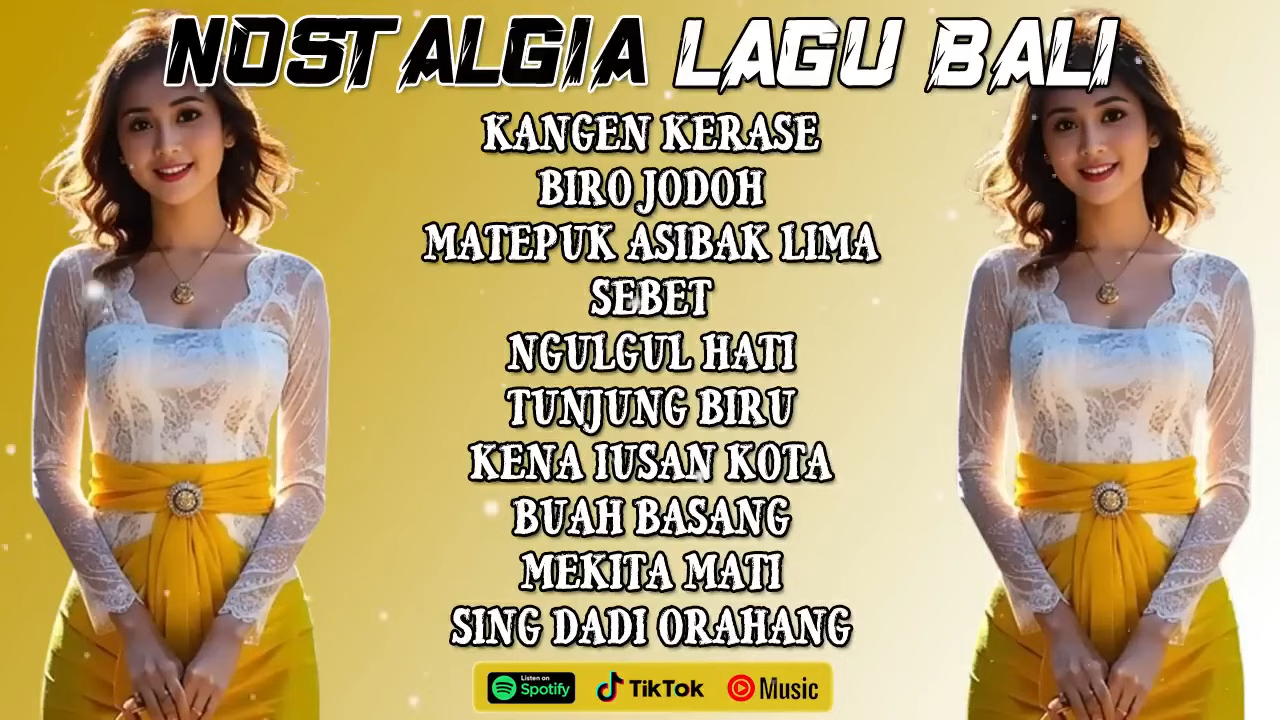 NOSTALGIA LAGU BALI
KANGEN KERASE
BIRO JODOH
MATEPUK ASIBAK LIMA
SEBET
NGULGUL HATI
TUNJUNG BIRU
KENA IUSAN KOTA
BUAH BASANG
MEKITA MATI
SING DADI ORAHANG
Listen on
Spotify TikTok Music